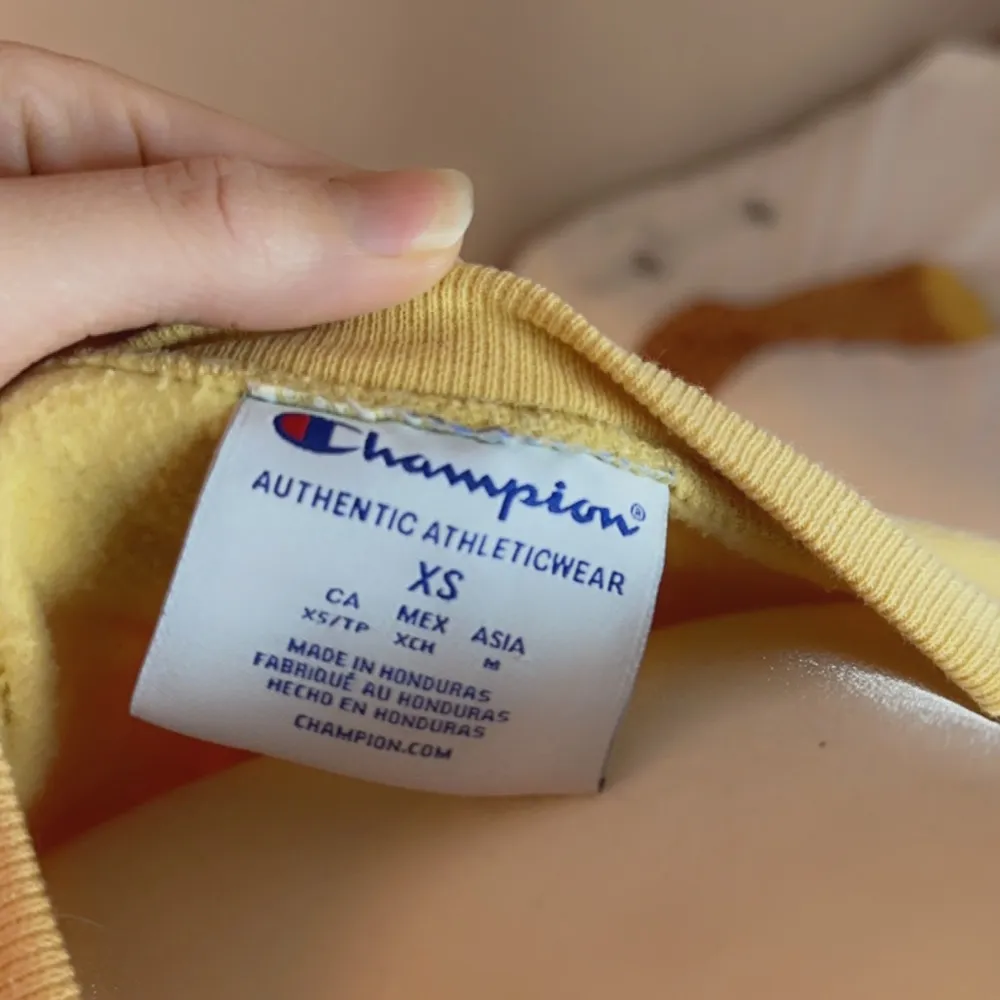 Champion®
AUTHENTIC ATHLETICWEAR
XS
CA MEX ASIA
XS/TP XCH M
MADE IN HONDURAS
FABRIQUÉ AU HONDURAS
HECHO EN HONDURAS
CHAMPION.COM